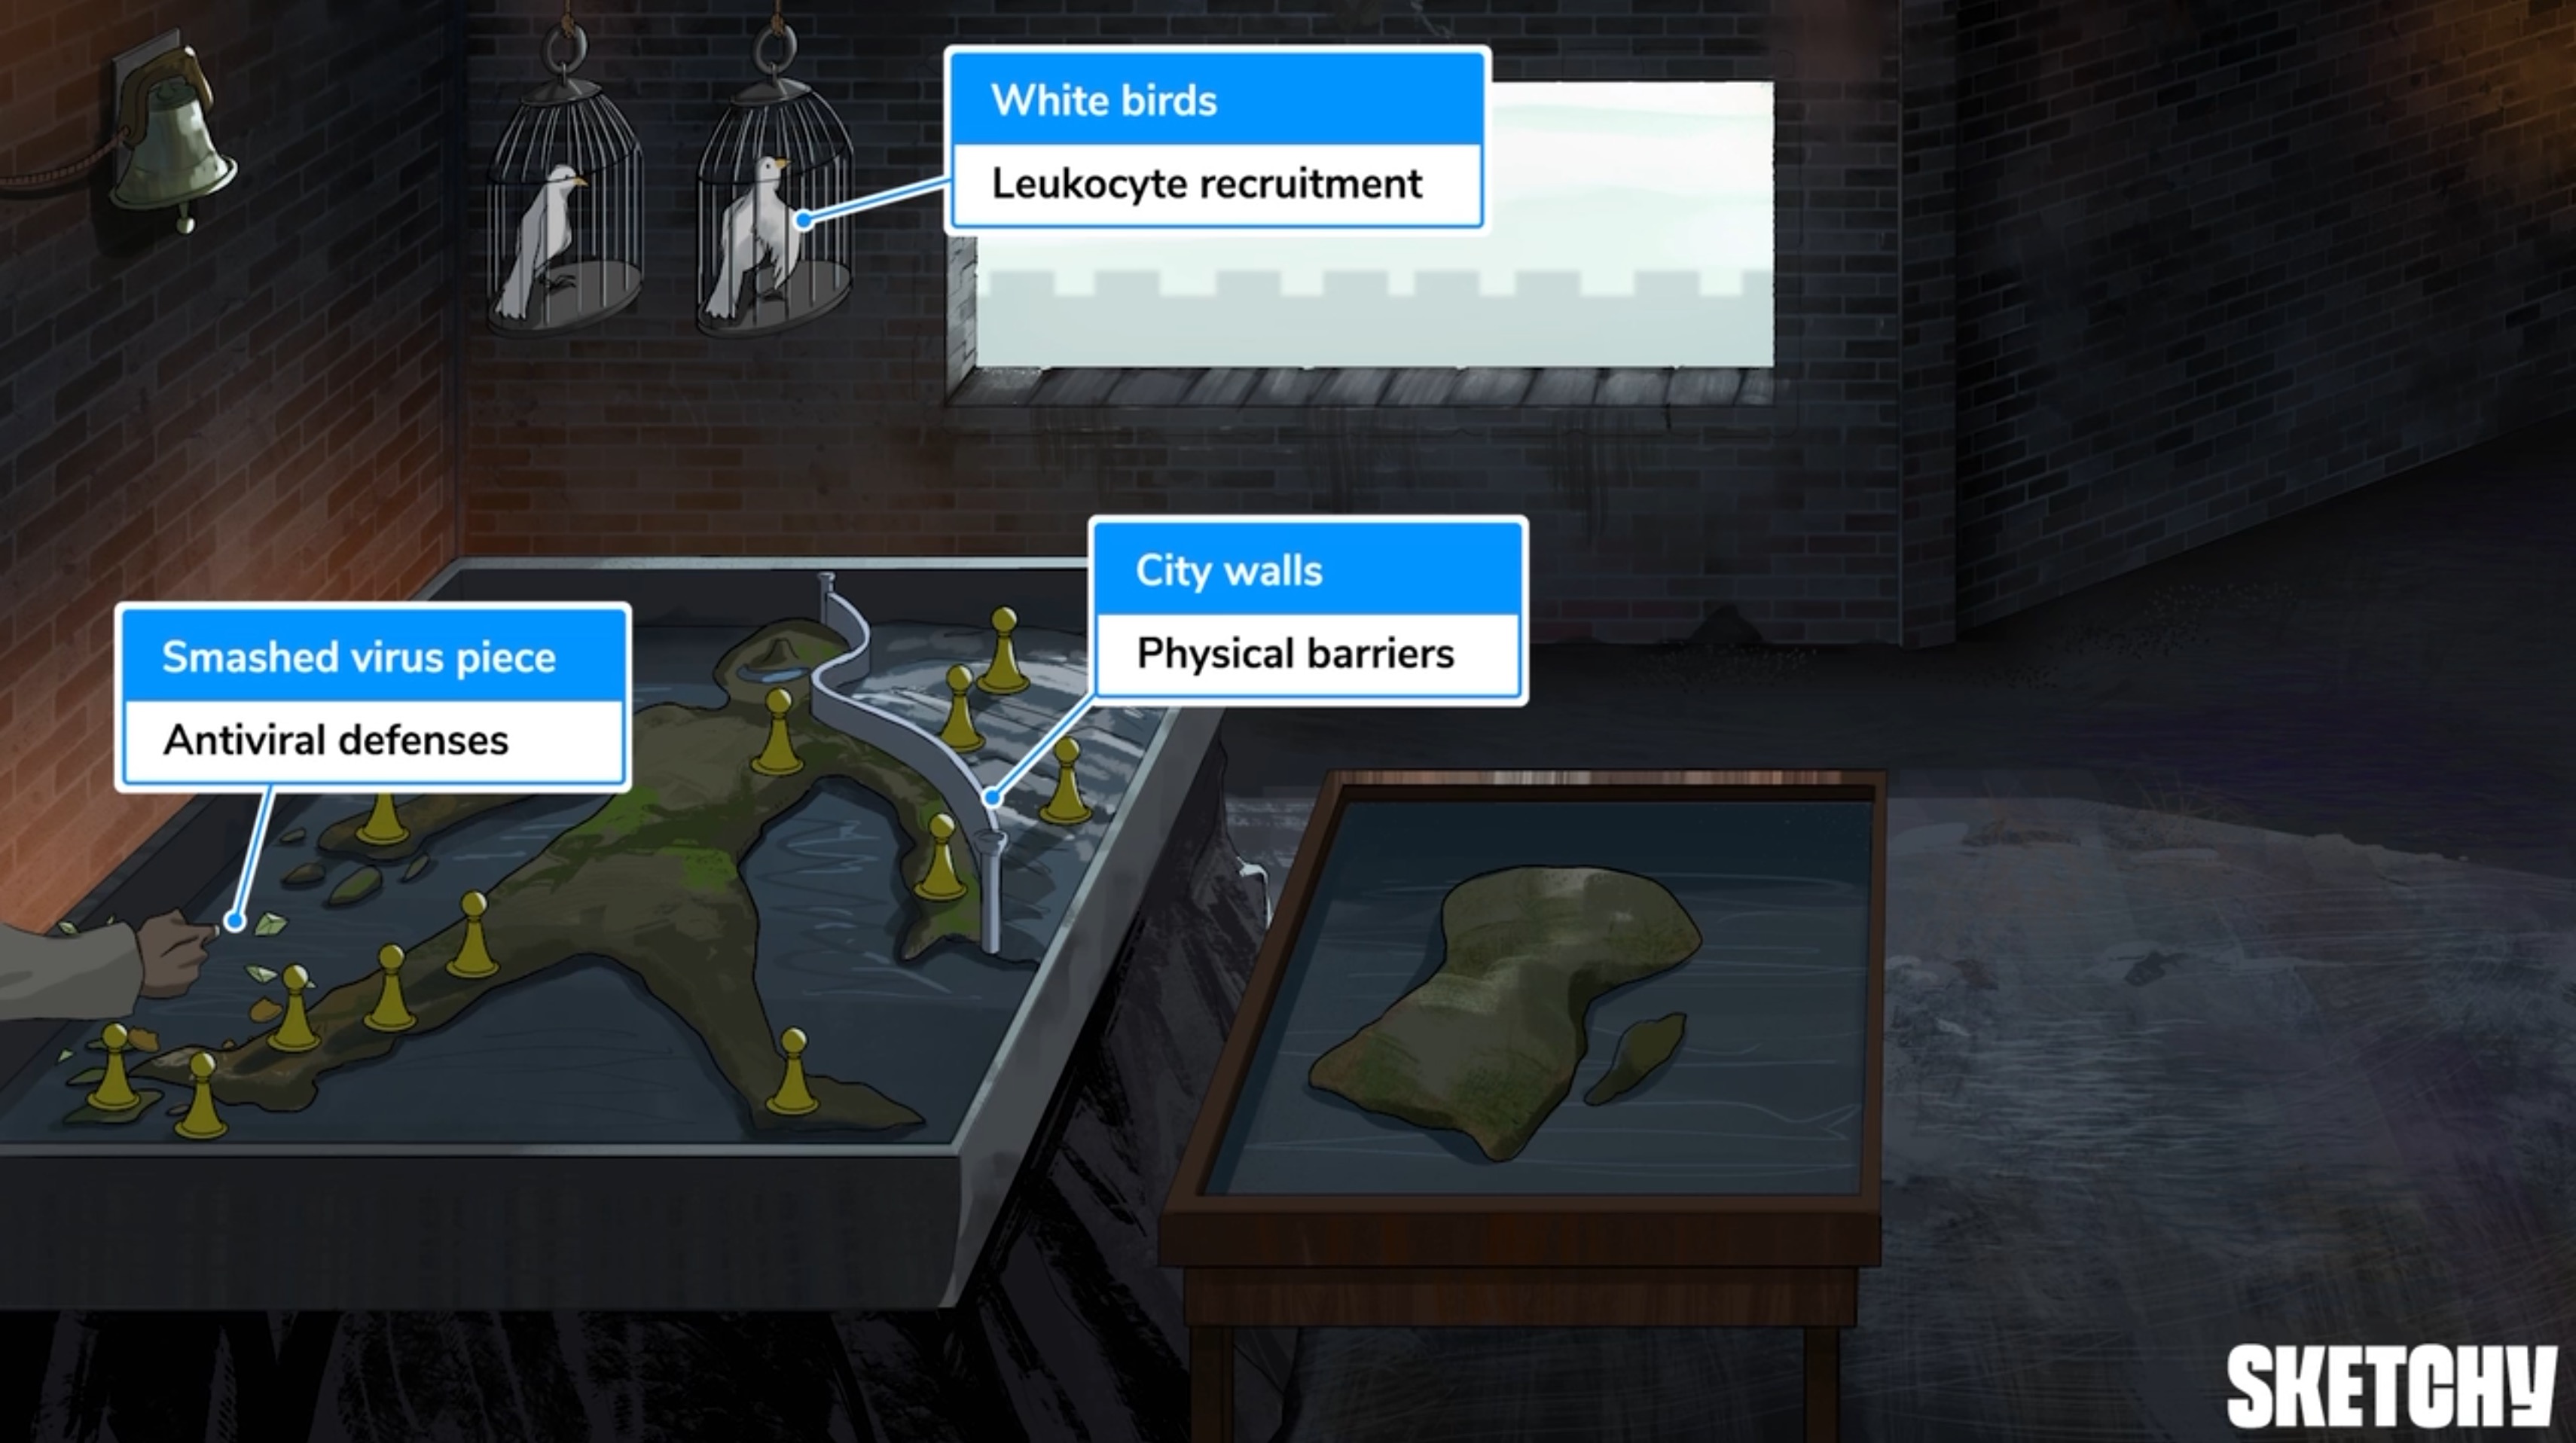 White birds
Leukocyte recruitment
City walls
Physical barriers
Smashed virus piece
Antiviral defenses
SKETCHY